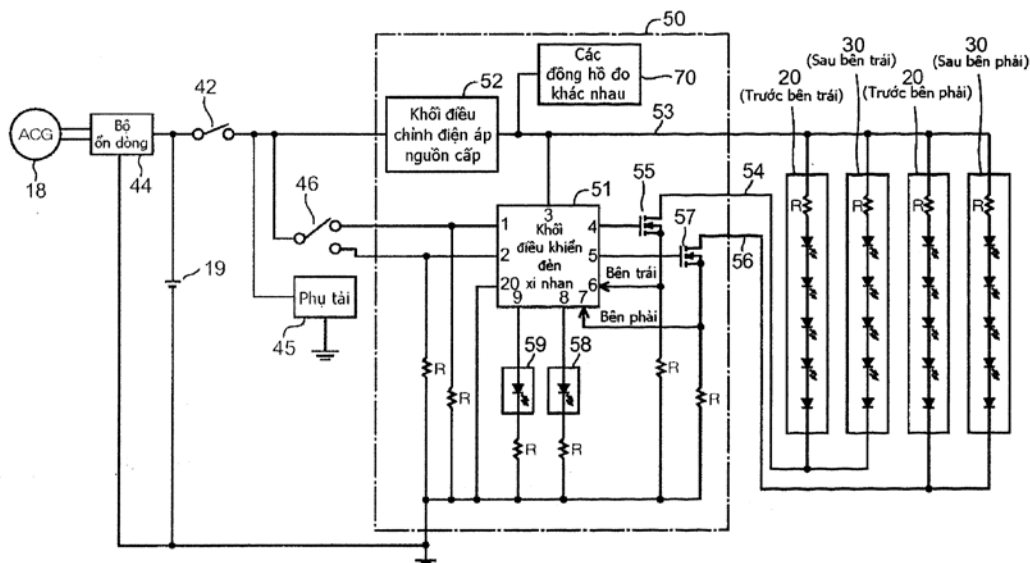 50
30
(Sau bên trái)
30
(Sau bên phải)
20
(Trước bên trái)
20
(Trước bên phải)
Các
đồng hồ đo
khác nhau
70
52
Khối điều
chỉnh điện áp
nguồn cấp
53
42
ACG
18
Bộ
ổn dòng
44
46
51
1
2
3
4
5
6
7
8
9
20
Khối
điều khiển
đèn
xi nhan
55
54
57
56
Bên trái
Bên phải
19
Phụ tải
45
59
58
R
R
R
R
R
R
R
R
R
R